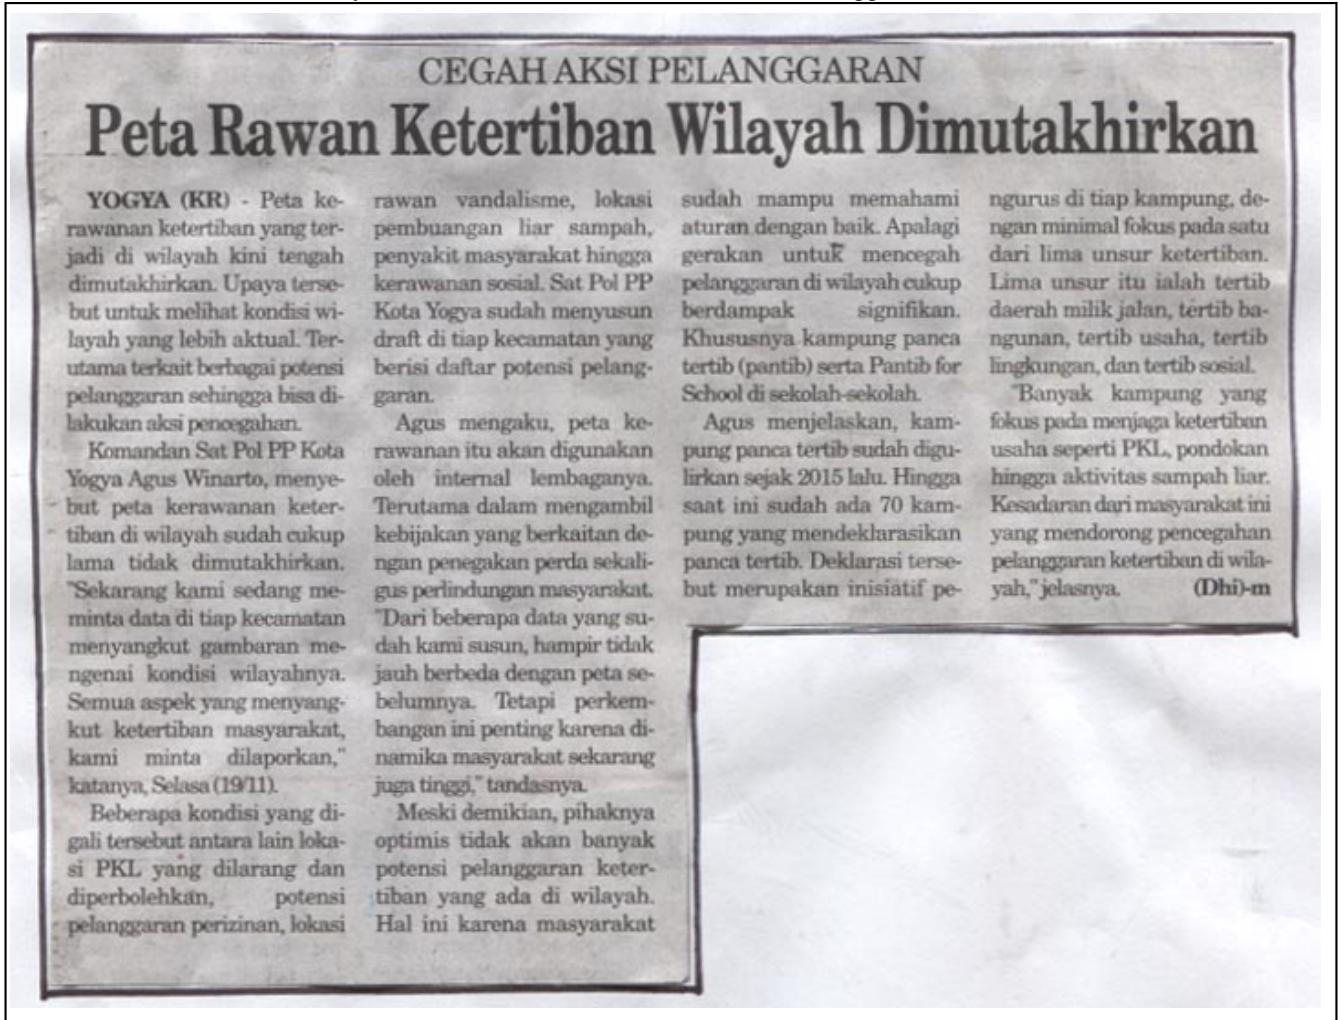 CEGAH AKSI PELANGGARAN
Peta Rawan Ketertiban Wilayah Dimutakhirkan
YOGYA (KR) - Peta ke-
rawanan ketertiban yang ter-
jadi di wilayah kini tengah
dimutakhirkan. Upaya terse-
but untuk melihat kondisi wi-
layah yang lebih aktual. Ter-
utama terkait berbagai potensi
pelanggaran sehingga bisa di-
lakukan aksi pencegahan.
Komandan Sat Pol PP Kota
Yogya Agus Winarto, menye-
but peta kerawanan keter-
tiban di wilayah sudah cukup
lama tidak dimutakhirkan.
"Sekarang kami sedang me-
minta data di tiap kecamatan
menyangkut gambaran me-
ngenai kondisi wilayahnya.
Semua aspek yang menyang-
kut ketertiban masyarakat,
kami minta dilaporkan,"
katanya, Selasa (19/11).
Beberapa kondisi yang di-
gali tersebut antara lain loka-
si PKL yang dilarang dan
diperbolehkan, potensi
pelanggaran perizinan, lokasi
rawan vandalisme, lokasi
pembuangan liar sampah,
penyakit masyarakat hingga
kerawanan sosial. Sat Pol PP
Kota Yogya sudah menyusun
draft di tiap kecamatan yang
berisi daftar potensi pelang-
garan.
Agus mengaku, peta ke-
rawanan itu akan digunakan
oleh internal lembaganya.
Terutama dalam mengambil
kebijakan yang berkaitan de-
ngan penegakan perda sekali-
gus perlindungan masyarakat.
"Dari beberapa data yang su-
dah kami susun, hampir tidak
jauh berbeda dengan peta se-
belumnya. Tetapi perkem-
bangan ini penting karena di-
namika masyarakat sekarang
juga tinggi," tandasnya.
Meski demikian, pihaknya
optimis tidak akan banyak
potensi pelanggaran keter-
tiban yang ada di wilayah.
Hal ini karena masyarakat
sudah mampu memahami
aturan dengan baik. Apalagi
gerakan untuk mencegah
pelanggaran di wilayah cukup
berdampak signifikan.
Khususnya kampung panca
tertib (pantib) serta Pantib for
School di sekolah-sekolah.
Agus menjelaskan, kam-
pung panca tertib sudah digu-
lirkan sejak 2015 lalu. Hingga
saat ini sudah ada 70 kam-
pung yang mendeklarasikan
panca tertib. Deklarasi terse-
but merupakan inisiatif pe-
ngurus di tiap kampung, de-
ngan minimal fokus pada satu
dari lima unsur ketertiban.
Lima unsur itu ialah tertib
daerah milik jalan, tertib ba-
ngunan, tertib usaha, tertib
lingkungan, dan tertib sosial.
"Banyak kampung yang
fokus pada menjaga ketertiban
usaha seperti PKL, pondokan
hingga aktivitas sampah liar.
Kesadaran dari masyarakat ini
yang mendorong pencegahan
pelanggaran ketertiban di wila-
yah," jelasnya. (Dhi)-m